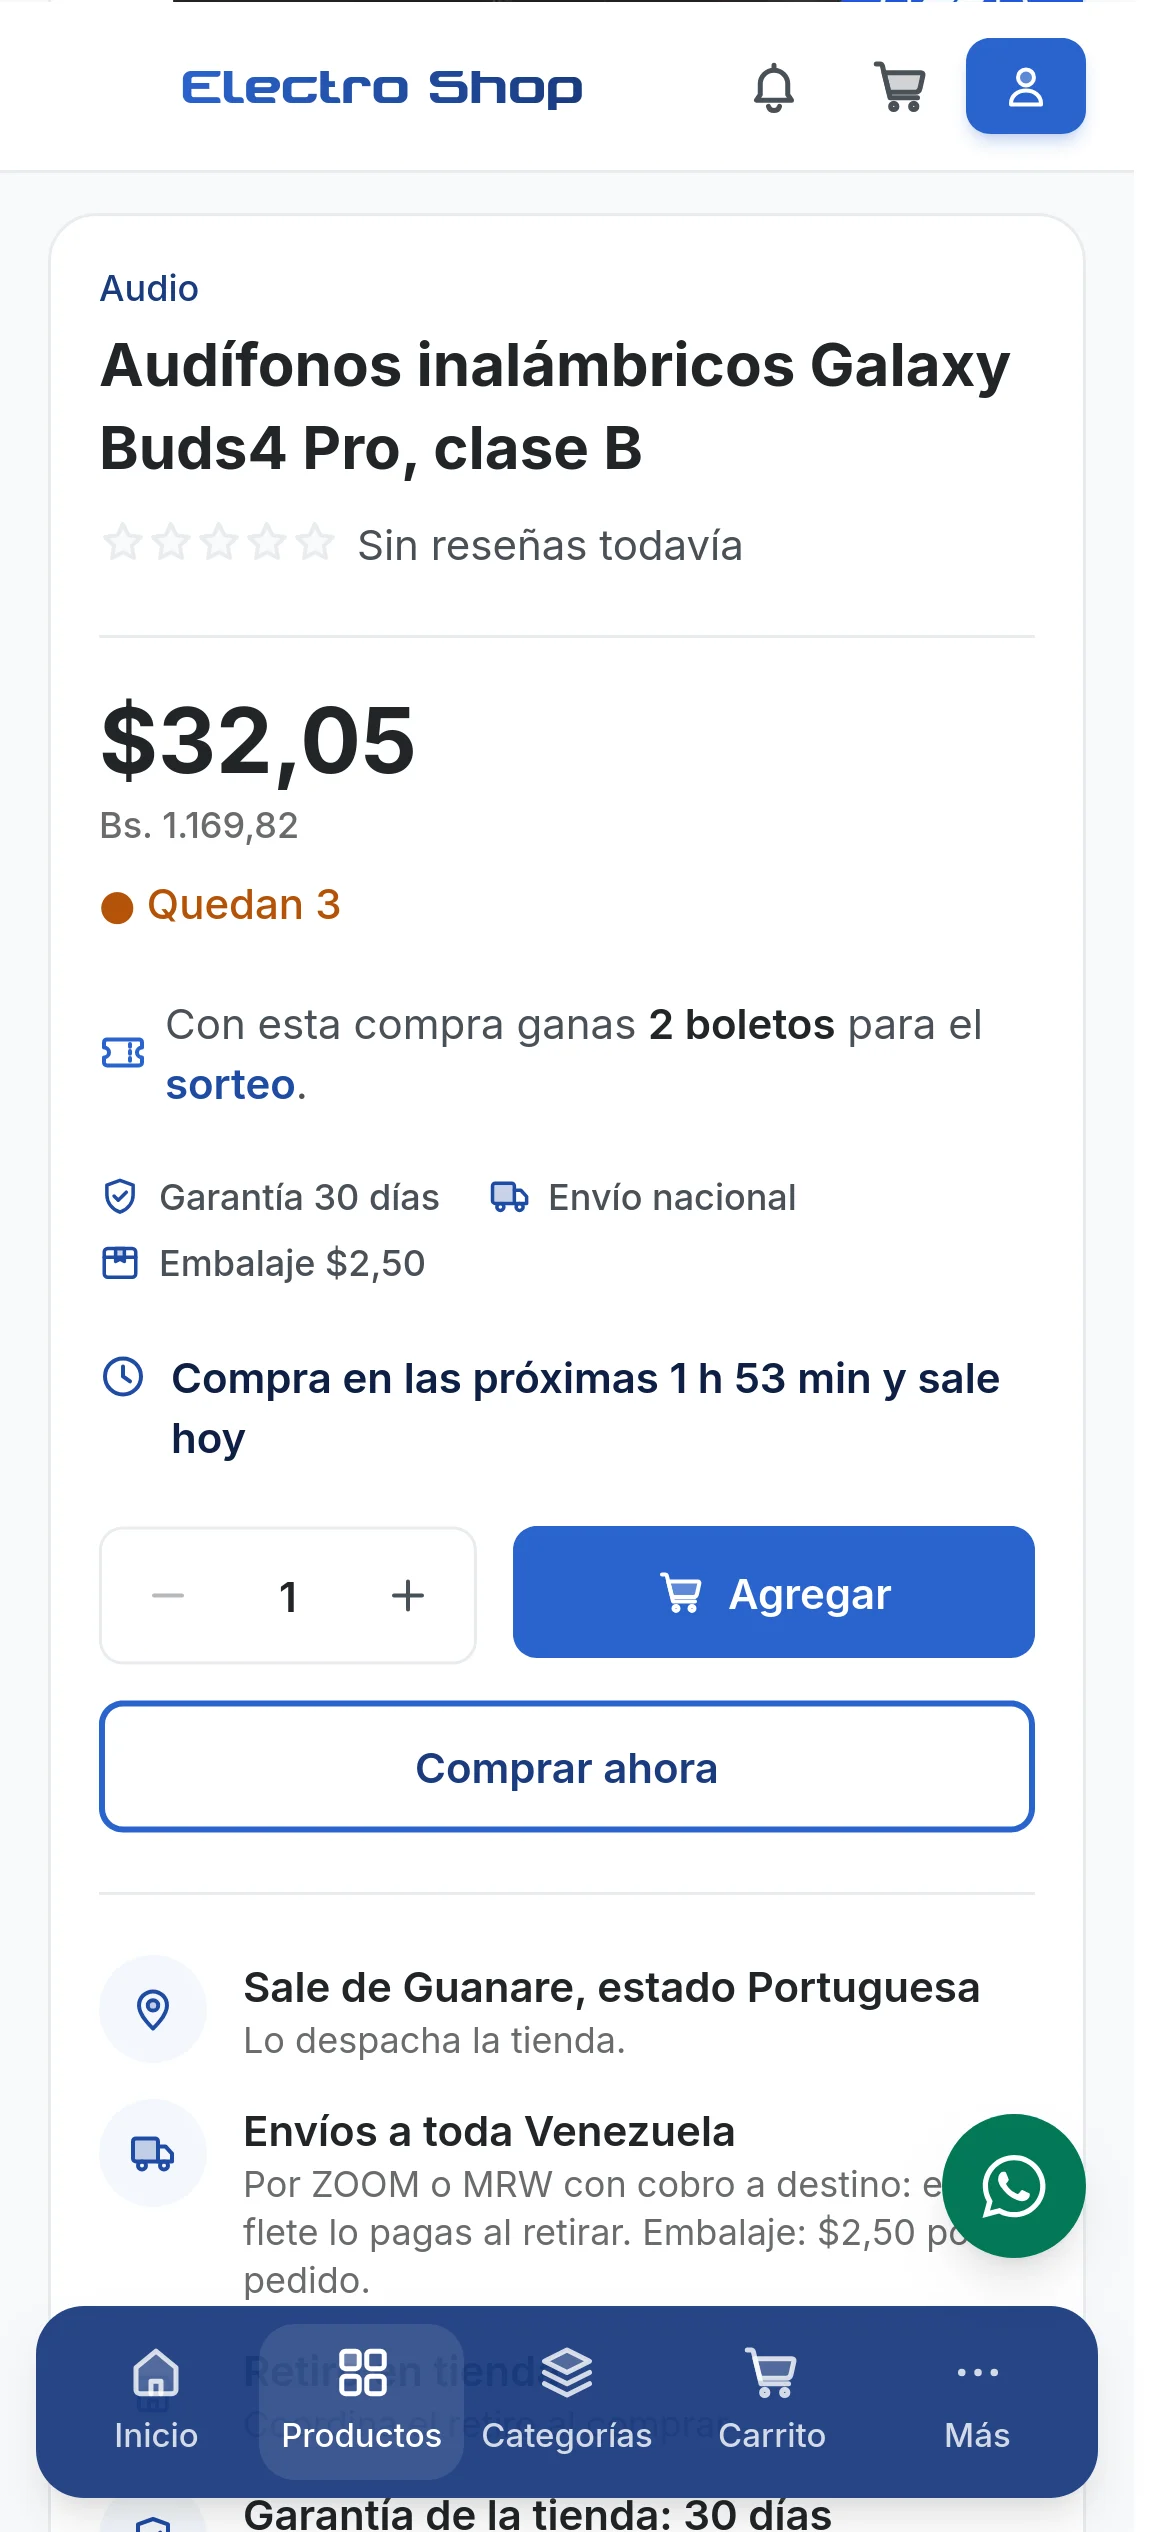 Electro Shop
Audio
Audífonos inalámbricos Galaxy
Buds4 Pro, clase B
Sin reseñas todavía
$32,05
Bs. 1.169,82
Quedan 3
Con esta compra ganas 2 boletos para el
sorteo.
Garantía 30 días
Envío nacional
Embalaje $2,50
Compra en las próximas 1 h 53 min y sale
hoy
1
Agregar
Comprar ahora
Sale de Guanare, estado Portuguesa
Lo despacha la tienda.
Envíos a toda Venezuela
Por ZOOM o MRW con cobro a destino:
flete lo pagas al retirar. Embalaje: $2,50
pedido.
Inicio
Productos
Categorías
Carrito
Más
Garantía de la tienda: 30 días